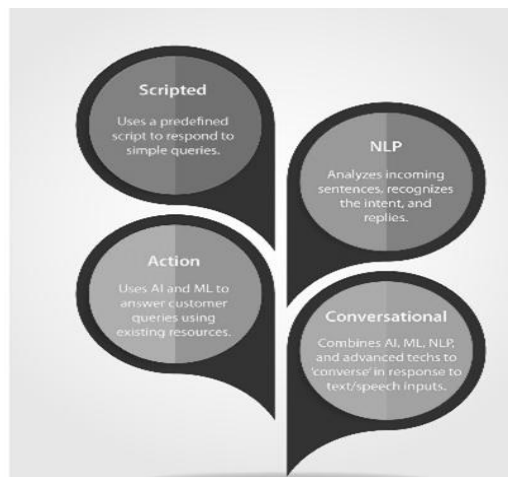 Scripted
Uses a predefined
script to respond to
simple queries.
NLP
Analyzes incoming
sentences, recognizes
the intent, and
replies.
Action
Uses AI and ML to
answer customer
queries using
existing resources.
Conversational
Combines AI, ML, NLP,
and advanced techs to
'converse' in response to
text/speech inputs.